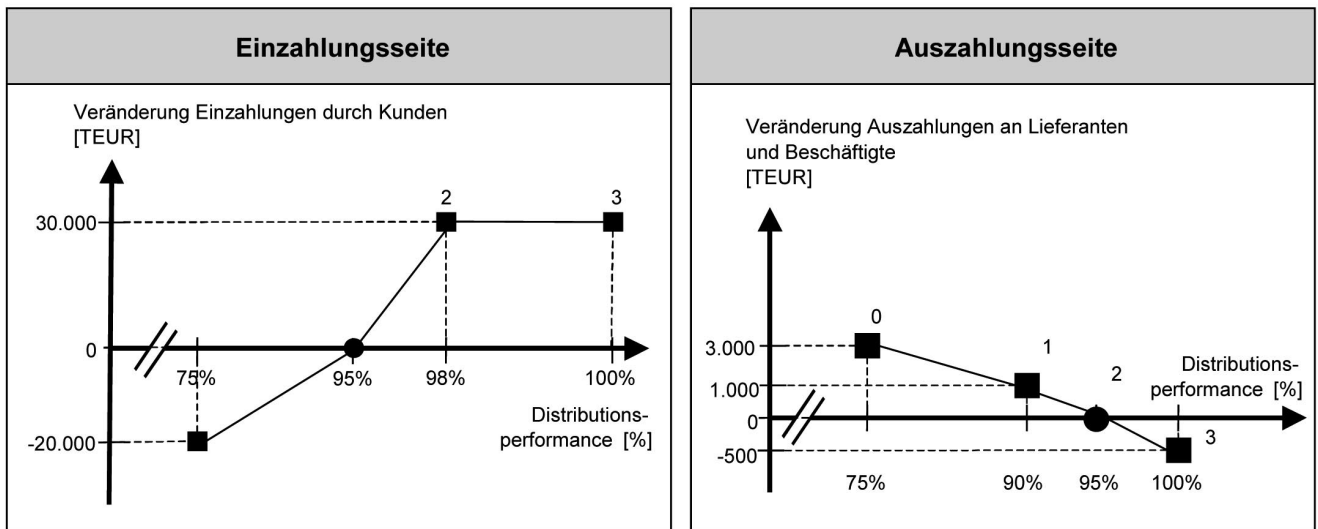 Einzahlungsseite
Veränderung Einzahlungen durch Kunden
[TEUR]
2
3
30.000
0
75%
95%
98%
100%
Distributions-
performance [%]
-20.000
Auszahlungsseite
Veränderung Auszahlungen an Lieferanten
und Beschäftigte
[TEUR]
0
3.000
1
Distributions-
2
performance [%]
1.000
0
3
-500
75%
90%
95%
100%